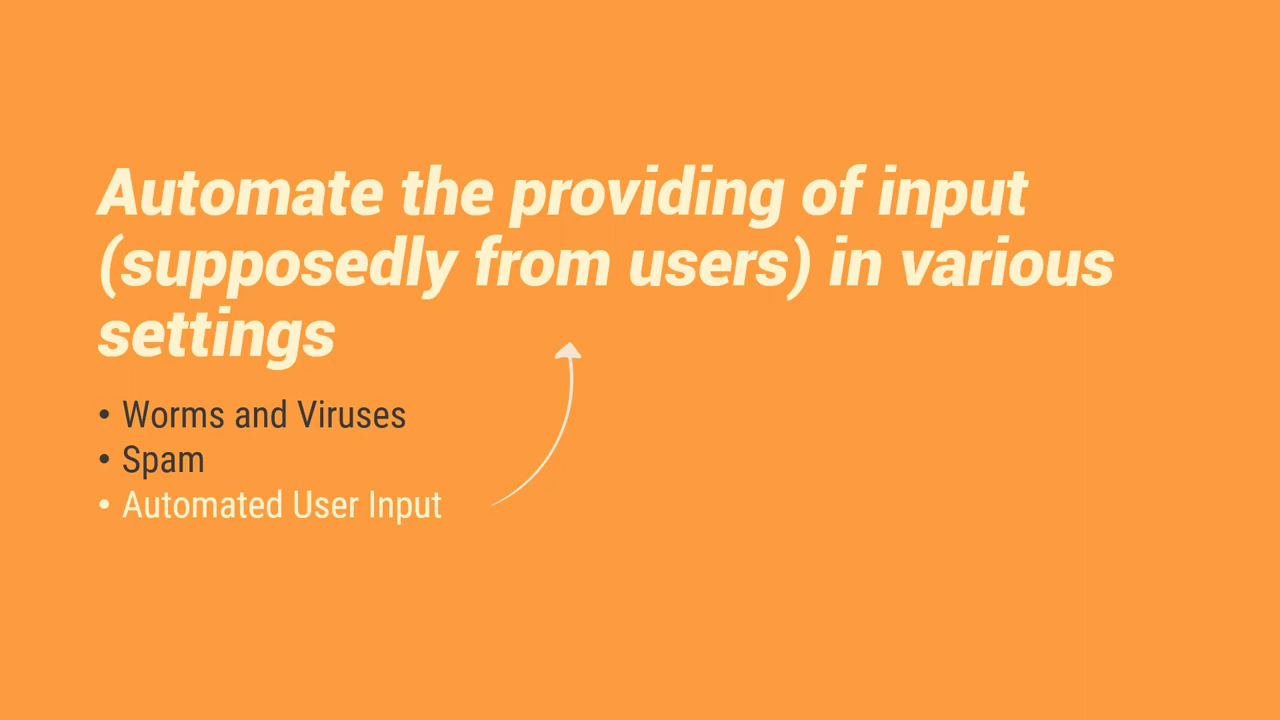 Automate the providing of input
(supposedly from users) in various
settings
• Worms and Viruses
• Spam
• Automated User Input